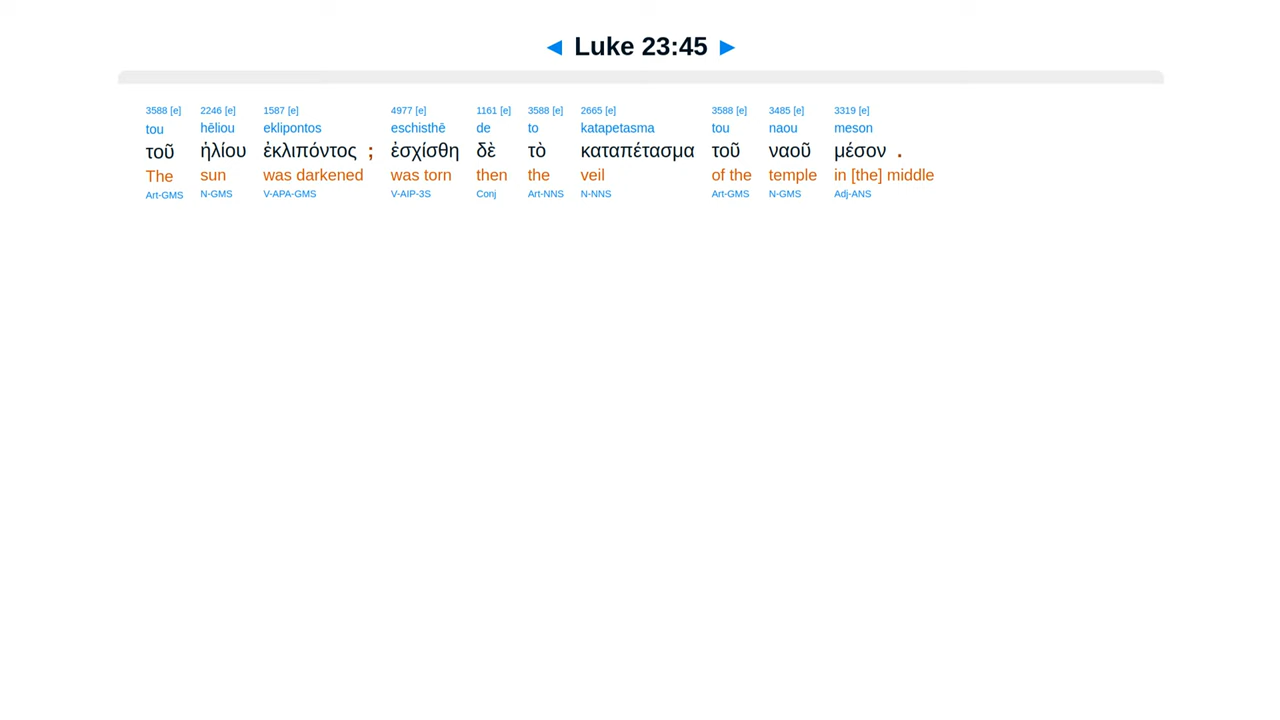 ◄ Luke 23:45 ►
3588 [e] 2246 [e] 1587 [e] 4977 [e] 1161 [e] 3588 [e] 2665 [e] 3588 [e] 3485 [e] 3319 [e]
tou hēliou eklipontos eschisthē de to katapetasma tou naou meson
τοῦ ἡλίου ἐκλιπόντος ; ἐσχίσθη δὲ τὸ καταπέτασμα τοῦ ναοῦ μέσον .
The sun was darkened was torn then the veil of the temple in [the] middle
Art-GMS N-GMS V-APA-GMS V-AIP-3S Conj Art-NNS N-NNS Art-GMS N-GMS Adj-ANS